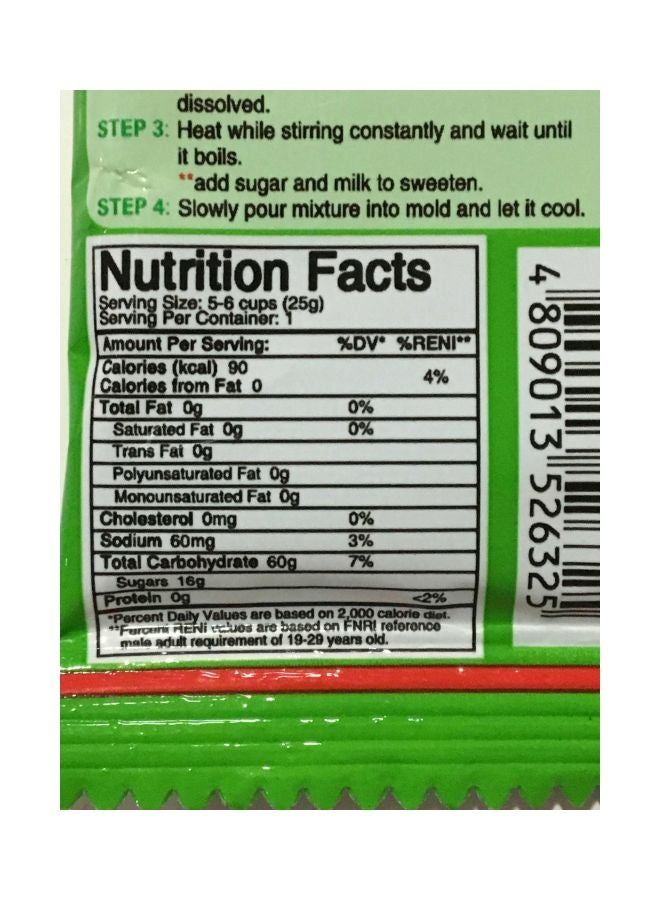 dissolved.
STEP 3: Heat while stirring constantly and wait until
it boils.
**add sugar and milk to sweeten.
STEP 4: Slowly pour mixture into mold and let it cool.
Nutrition Facts
Serving Size: 5-6 cups (25g)
Serving Per Container: 1
Amount Per Serving: %DV* %RENI**
Calories (kcal) 90
4%
Calories from Fat 0
Total Fat 0g 0%
Saturated Fat 0g 0%
Trans Fat 0g
Polyunsaturated Fat 0g
Monounsaturated Fat 0g
Cholesterol 0mg 0%
Sodium 60mg 3%
Total Carbohydrate 60g 7%
Sugars 16g
Protein 0g <2%
*Percent Daily Values are based on 2,000 calorie diet.
**Percent RENI values are based on FNRI reference
male adult requirement of 19-29 years old.
4 809013 526325